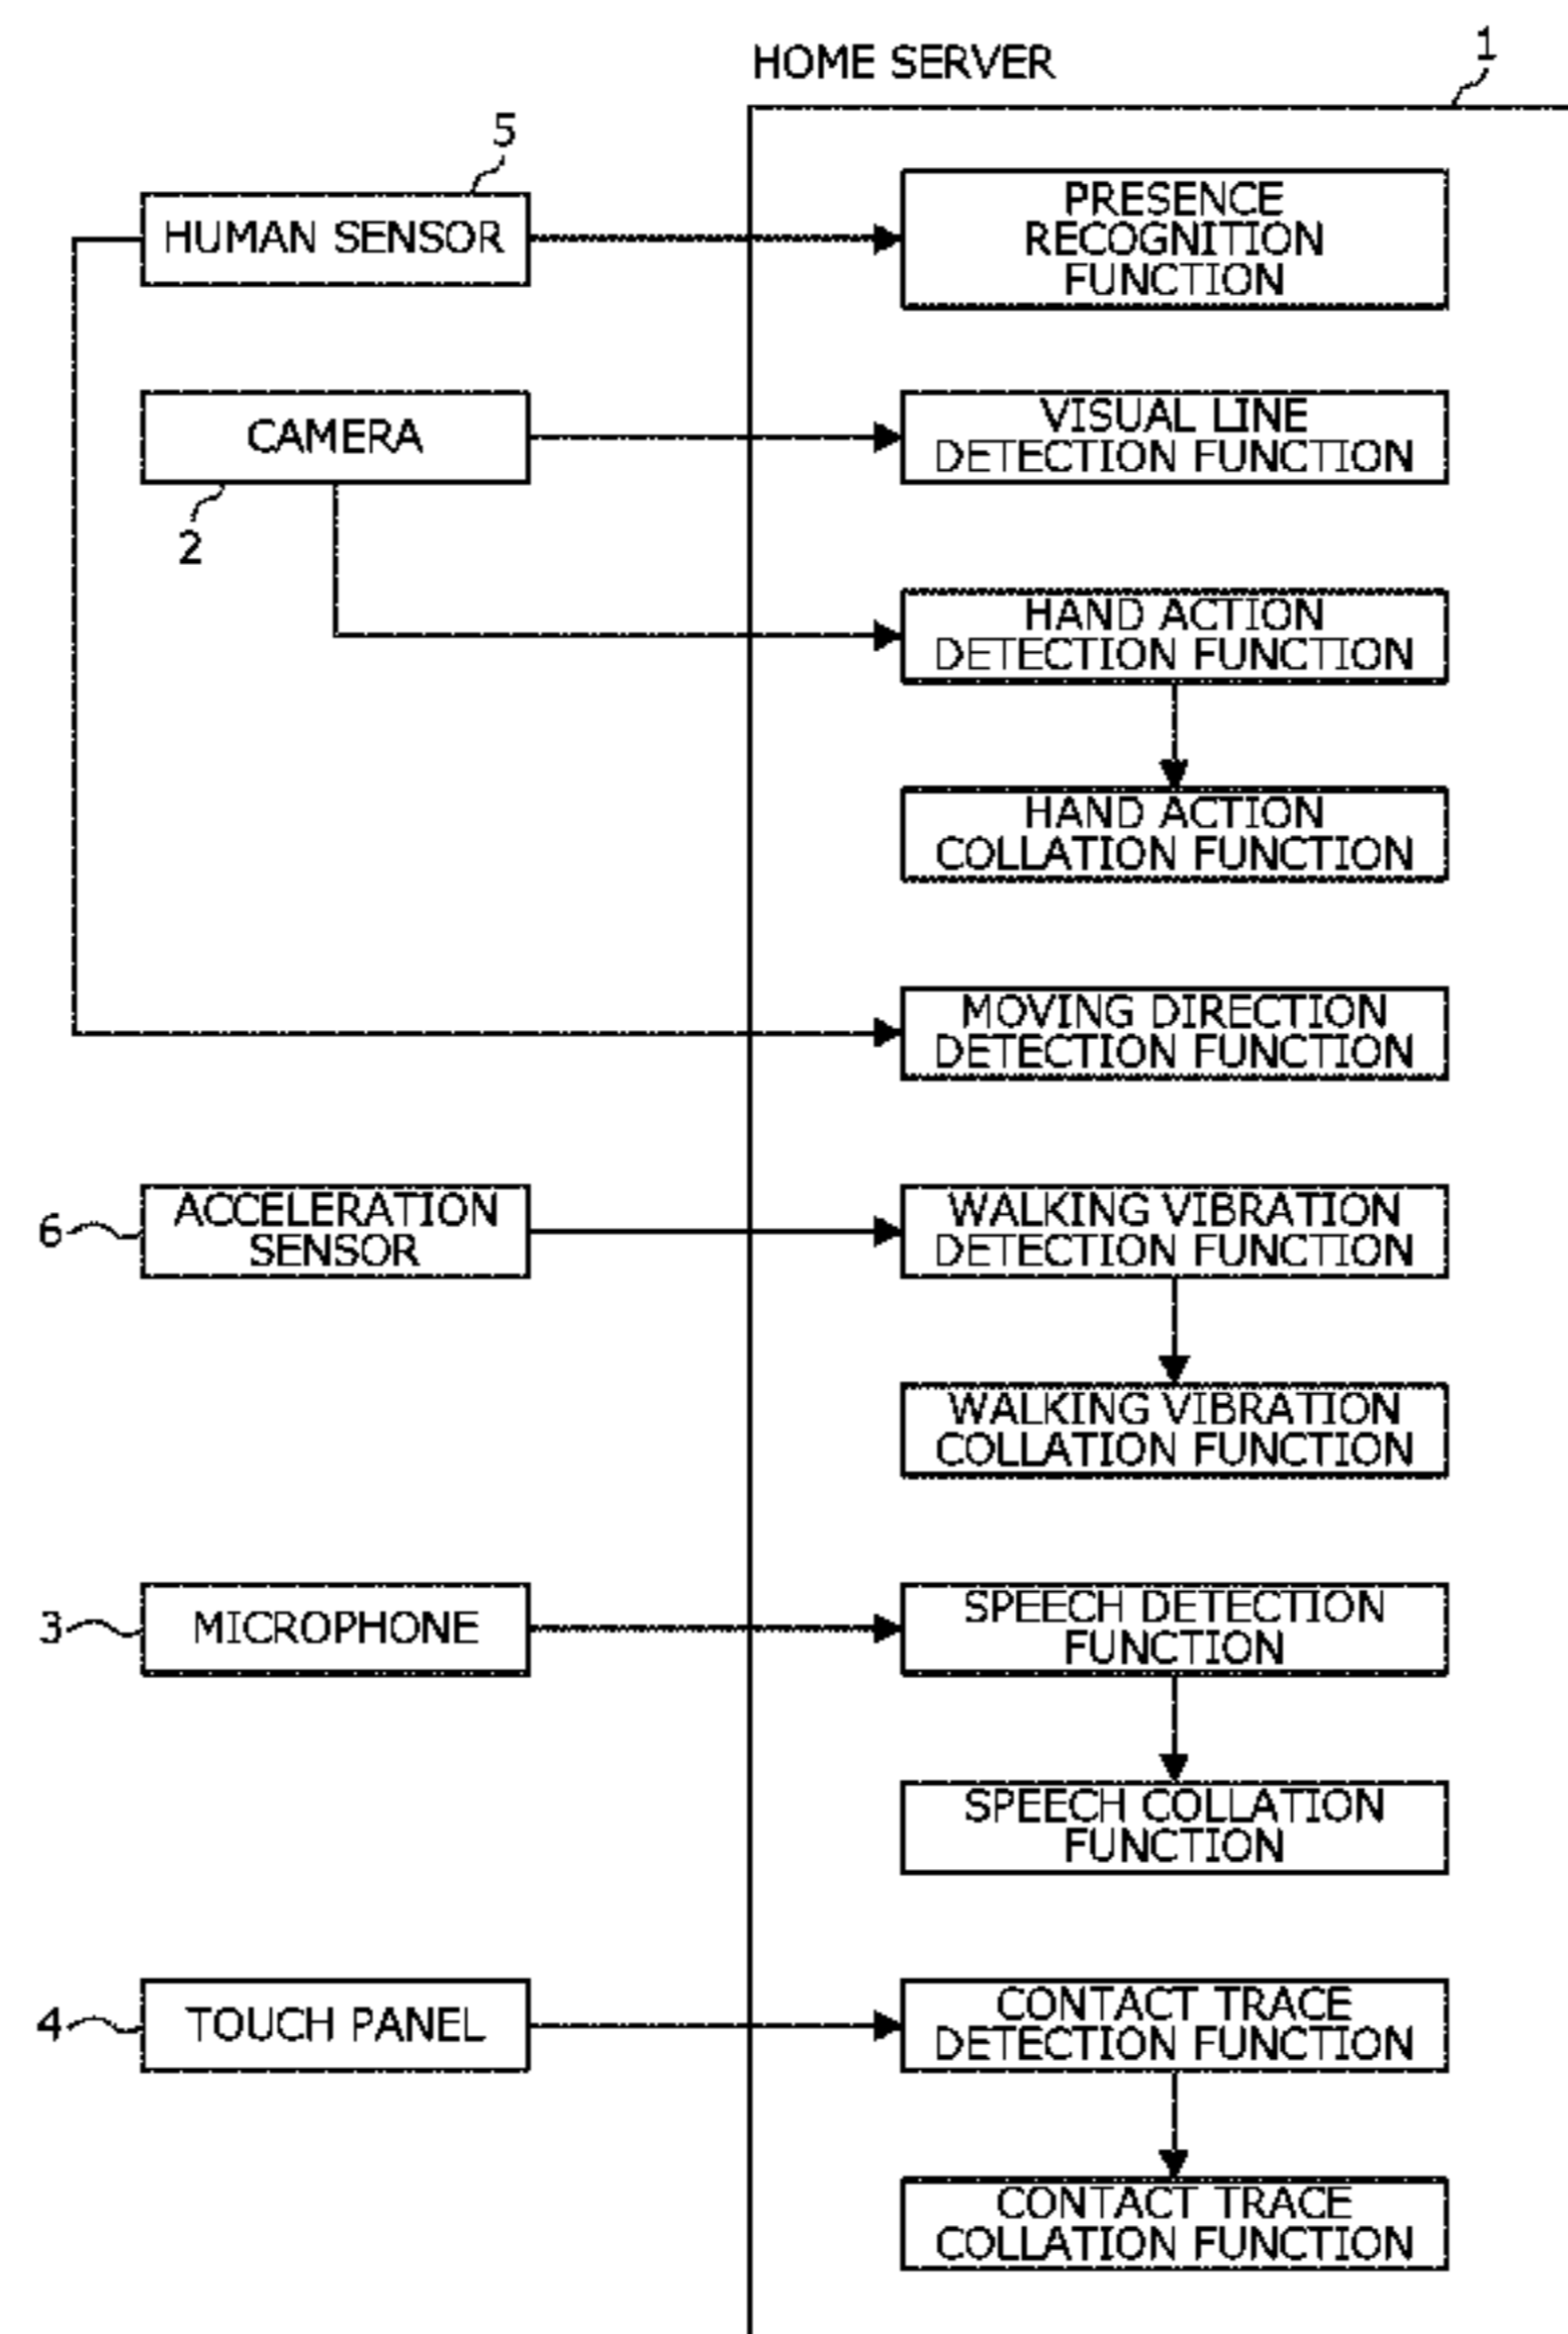 HOME SERVER
1
5
HUMAN SENSOR
PRESENCE
RECOGNITION
FUNCTION
CAMERA
2
VISUAL LINE
DETECTION FUNCTION
HAND ACTION
DETECTION FUNCTION
HAND ACTION
COLLATION FUNCTION
MOVING DIRECTION
DETECTION FUNCTION
6
ACCELERATION
SENSOR
WALKING VIBRATION
DETECTION FUNCTION
WALKING VIBRATION
COLLATION FUNCTION
3
MICROPHONE
SPEECH DETECTION
FUNCTION
SPEECH COLLATION
FUNCTION
4
TOUCH PANEL
CONTACT TRACE
DETECTION FUNCTION
CONTACT TRACE
COLLATION FUNCTION